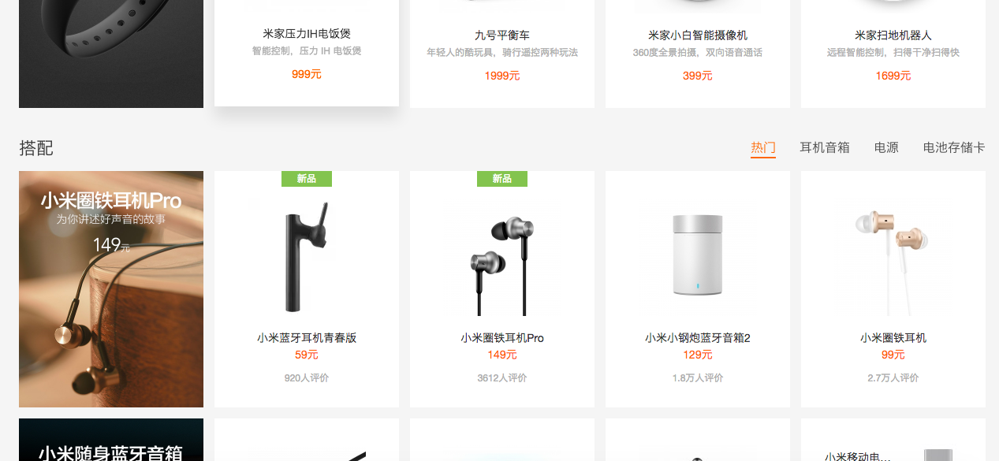 米家压力IH电饭煲
智能控制，压力 IH 电饭煲
999元
九号平衡车
年轻人的酷玩具，骑行遥控两种玩法
1999元
米家小白智能摄像机
360度全景拍摄，双向语音通话
399元
米家扫地机器人
远程智能控制，扫得干净扫得快
1699元
搭配
热门
耳机音箱
电源
电池存储卡
小米圈铁耳机Pro
为你讲述好声音的故事
149元
新品
小米蓝牙耳机青春版
59元
920人评价
新品
小米圈铁耳机Pro
149元
3612人评价
小米小钢炮蓝牙音箱2
129元
1.8万人评价
小米圈铁耳机
99元
2.7万人评价
小米随身蓝牙音箱
小米移动电...